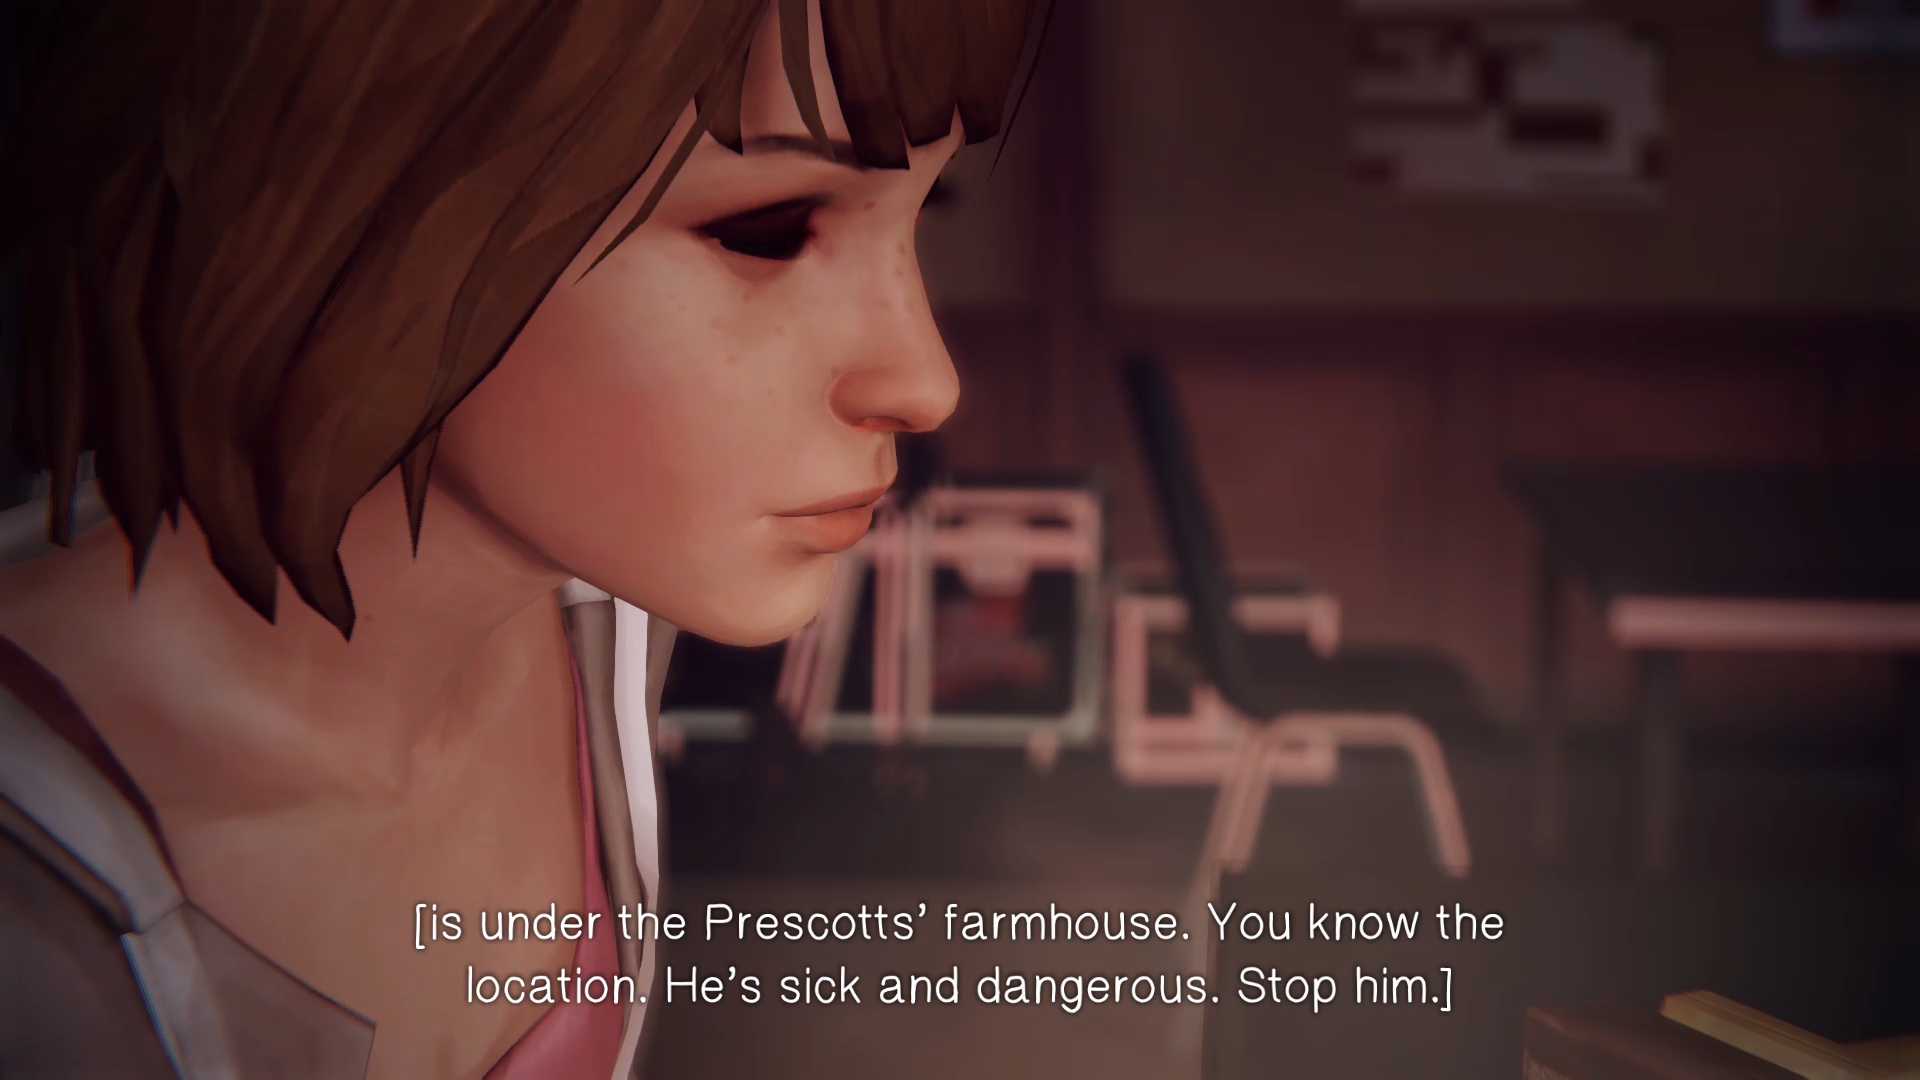 [is under the Prescotts’ farmhouse. You know the
location. He’s sick and dangerous. Stop him.]